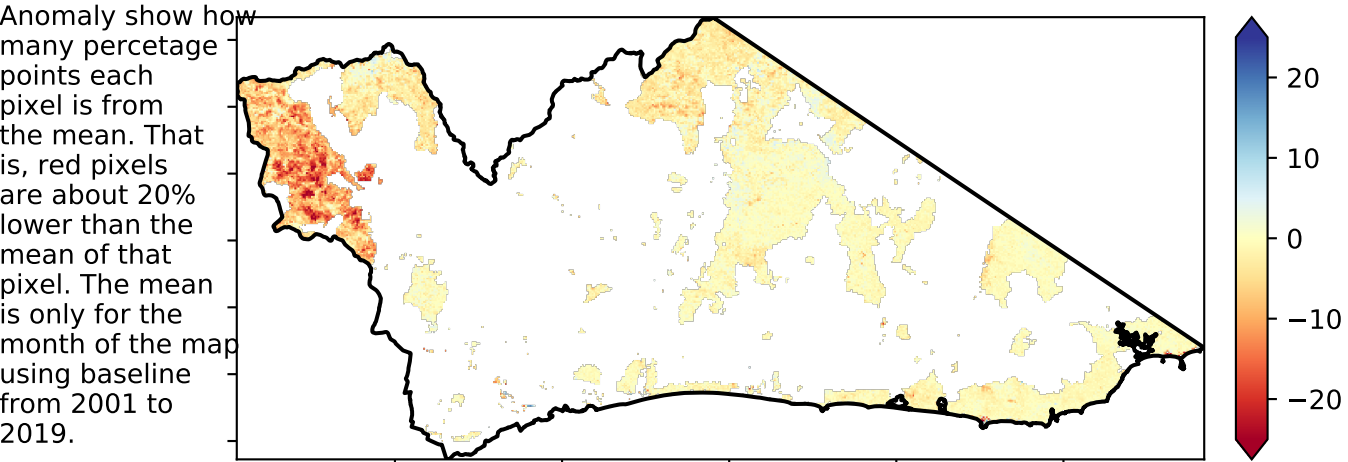 Anomaly show how
many percetage
points each
pixel is from
the mean. That
is, red pixels
are about 20%
lower than the
mean of that
pixel. The mean
is only for the
month of the map
using baseline
from 2001 to
2019.
20
10
0
−10
−20